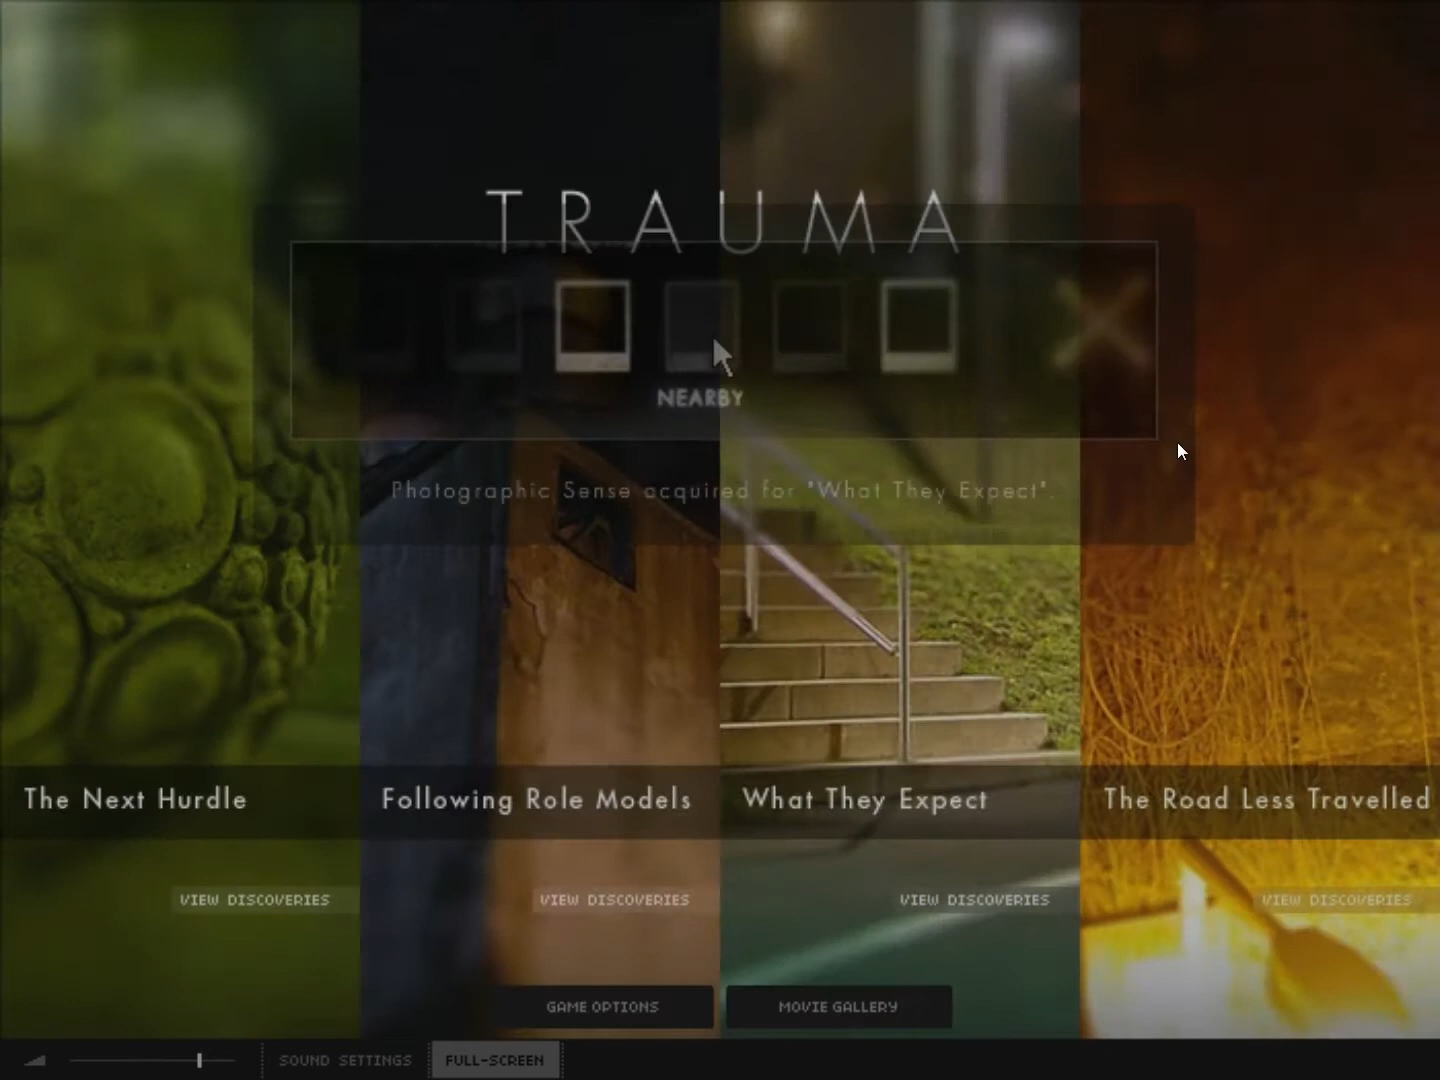 TRAUMA
NEARBY
Photographic Sense acquired for "What They Expect".
The Next Hurdle
Following Role Models
What They Expect
The Road Less Travelled
VIEW DISCOVERIES
VIEW DISCOVERIES
VIEW DISCOVERIES
VIEW DISCOVERIES
GAME OPTIONS
MOVIE GALLERY
SOUND SETTINGS
FULL-SCREEN